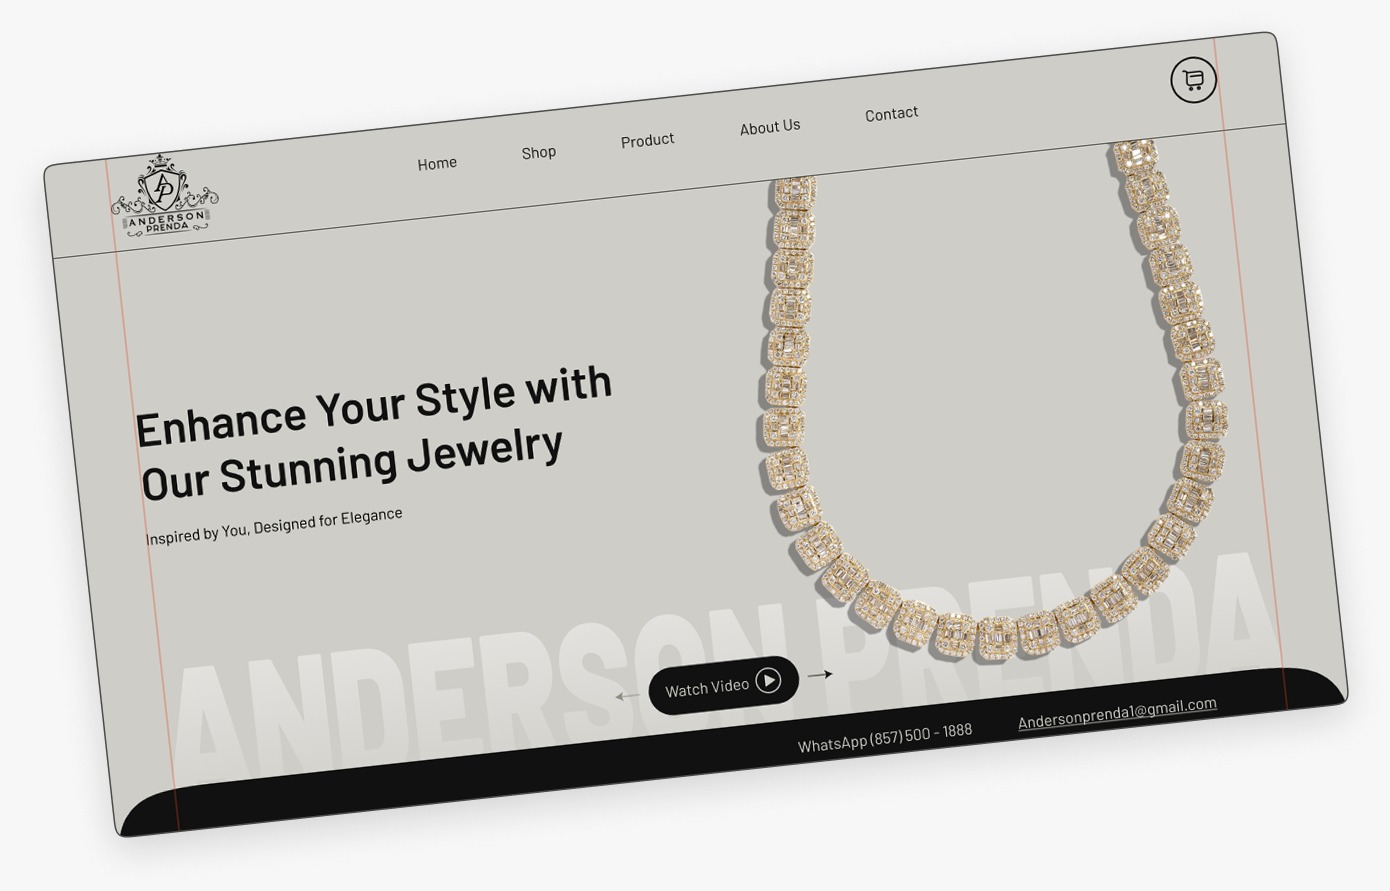 AP
ANDERSON
PRENDA
Home
Shop
Product
About Us
Contact
Enhance Your Style with
Our Stunning Jewelry
Inspired by You, Designed for Elegance
ANDERSON PRENDA
Watch Video
WhatsApp (857) 500 - 1888
Andersonprenda1@gmail.com